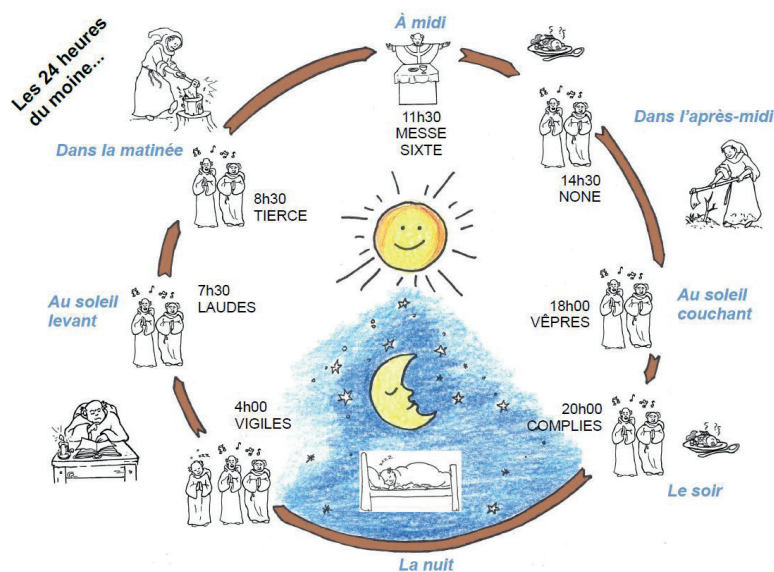 Les 24 heures
du moine...
À midi
11h30
MESSE
SIXTE
Dans l'après-midi
14h30
NONE
Dans la matinée
8h30
TIERCE
Au soleil
levant
7h30
LAUDES
18h00
VÊPRES
Au soleil
couchant
4h00
VIGILES
20h00
COMPLIES
Le soir
La nuit